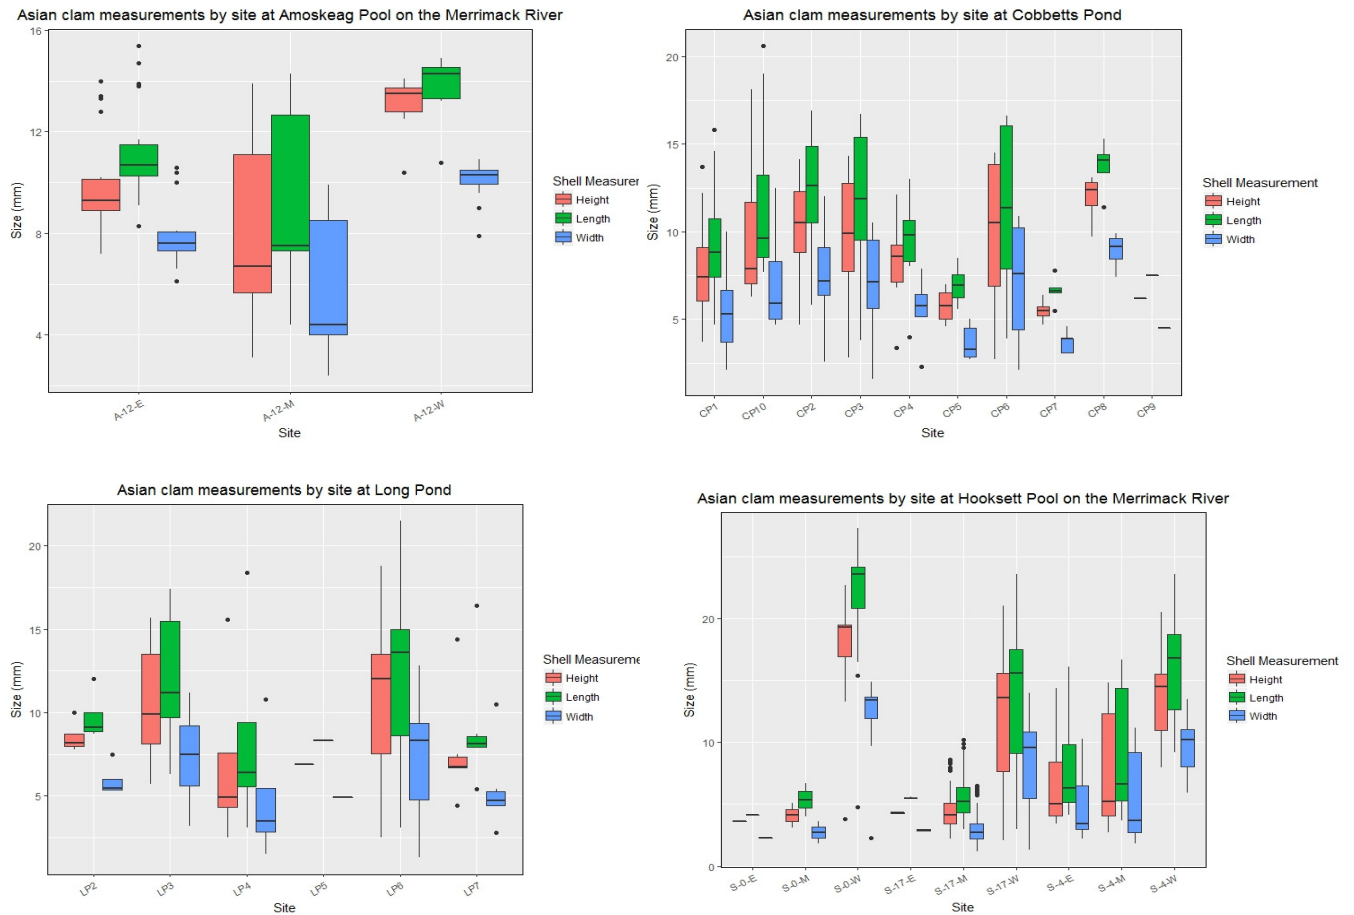 Asian clam measurements by site at Amoskeag Pool on the Merrimack River
16
12
8
4
Size (mm)
A-12-E
A-12-M
A-12-W
Site
Shell Measurer
Height
Length
Width
Asian clam measurements by site at Cobbetts Pond
20
15
10
5
Size (mm)
CP1
CP10
CP2
CP3
CP4
CP5
CP6
CP7
CP8
CP9
Site
Shell Measurement
Height
Length
Width
Asian clam measurements by site at Long Pond
20
15
10
5
Size (mm)
LP2
LP3
LP4
LP5
LP6
LP7
Site
Shell Measureme
Height
Length
Width
Asian clam measurements by site at Hooksett Pool on the Merrimack River
20
10
0
Size (mm)
S-0-E
S-0-M
S-0-W
S-17-E
S-17-M
S-17-W
S-4-E
S-4-M
S-4-W
Site
Shell Measurement
Height
Length
Width